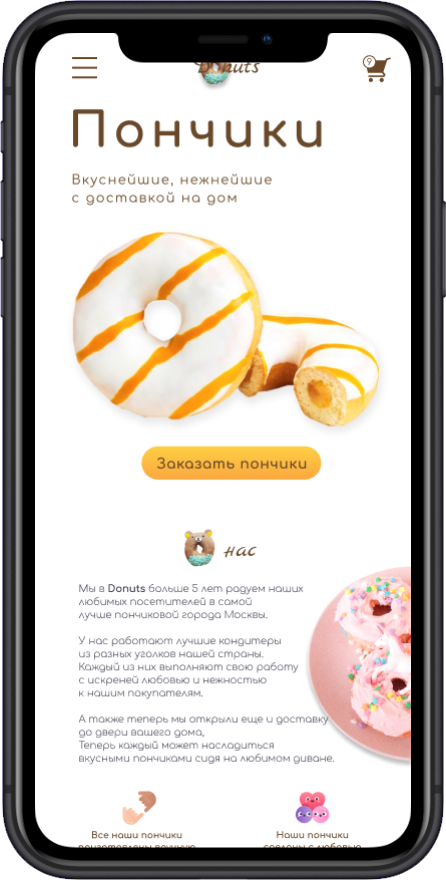 Donuts
9
Пончики
Вкуснейшие, нежнейшие
с доставкой на дом
Заказать пончики
нас
Мы в Donuts больше 5 лет радуем наших
любимых посетителей в самой
лучше пончиковой города Москвы.
У нас работают лучшие кондитеры
из разных уголков нашей страны.
Каждый из них выполняют свою работу
с искреней любовью и нежностью
к нашим покупателям.
А также теперь мы открыли еще и доставку
до двери вашего дома,
Теперь каждый может насладиться
вкусными пончиками сидя на любимом диване.
Все наши пончики
Наши пончики